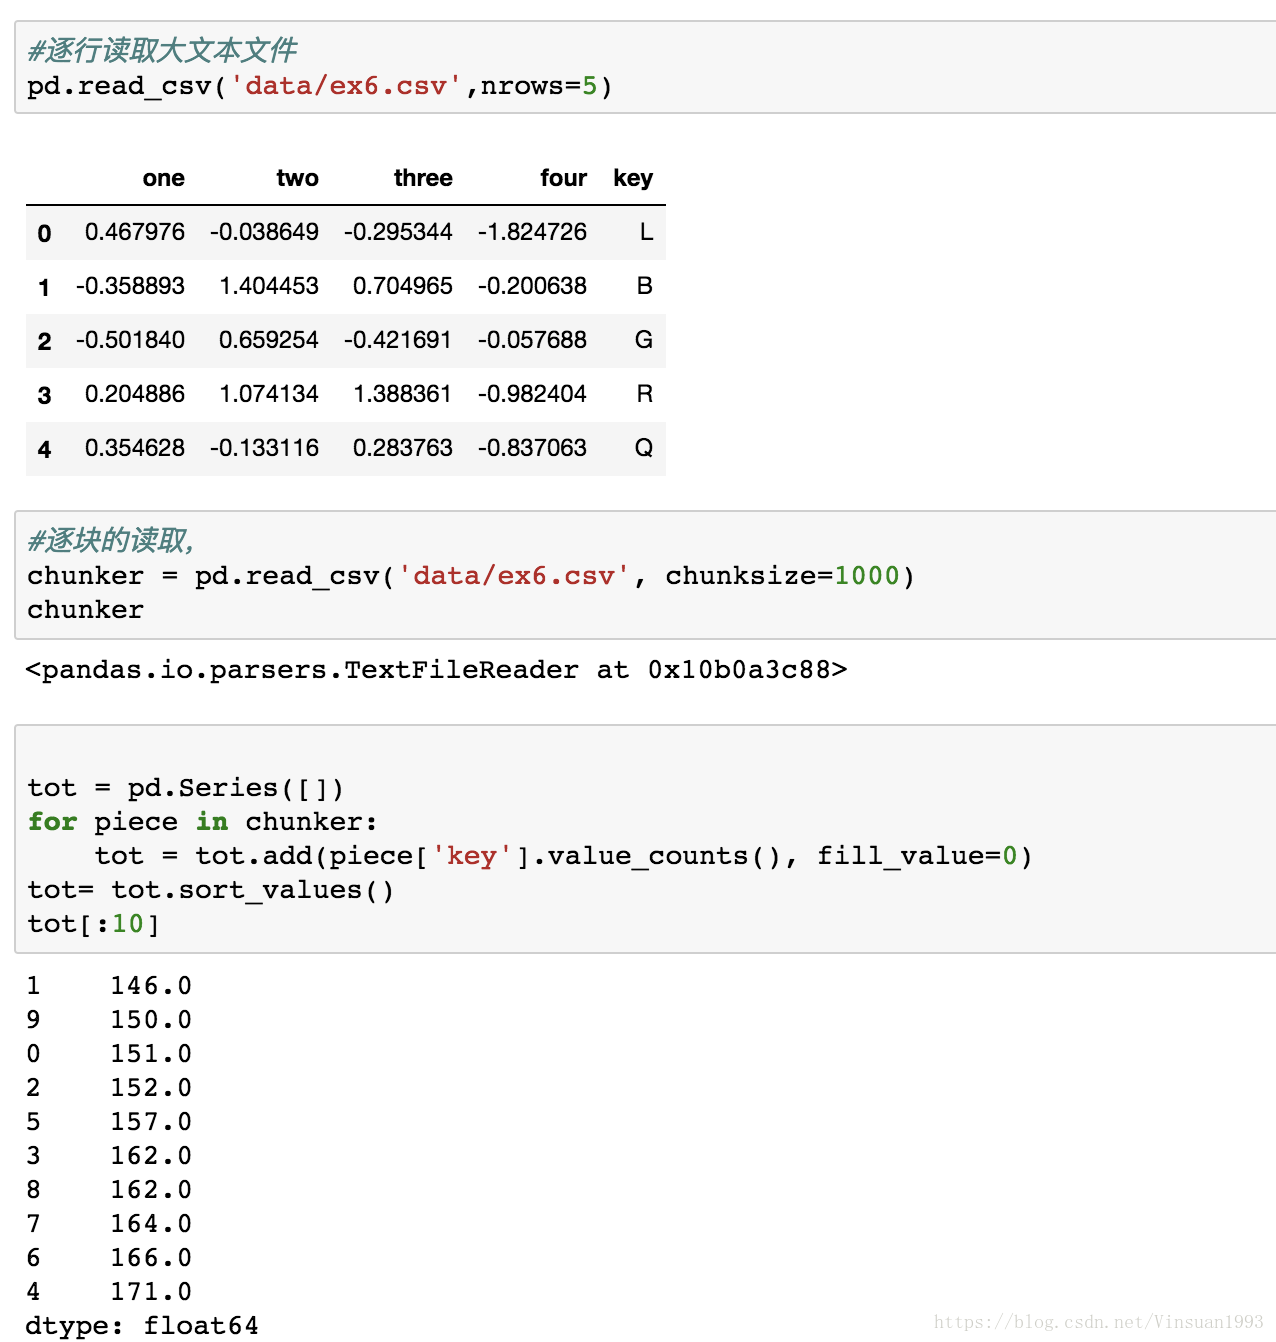 #逐行读取大文本文件
pd.read_csv('data/ex6.csv',nrows=5)
one two three four key
0 0.467976 -0.038649 -0.295344 -1.824726 L
1 -0.358893 1.404453 0.704965 -0.200638 B
2 -0.501840 0.659254 -0.421691 -0.057688 G
3 0.204886 1.074134 1.388361 -0.982404 R
4 0.354628 -0.133116 0.283763 -0.837063 Q
#逐块的读取,
chunker = pd.read_csv('data/ex6.csv', chunksize=1000)
chunker
<pandas.io.parsers.TextFileReader at 0x10b0a3c88>
tot = pd.Series([])
for piece in chunker:
    tot = tot.add(piece['key'].value_counts(), fill_value=0)
tot= tot.sort_values()
tot[:10]
1    146.0
9    150.0
0    151.0
2    152.0
5    157.0
3    162.0
8    162.0
7    164.0
6    166.0
4    171.0
dtype: float64
https://blog.csdn.net/Vinsuan1993